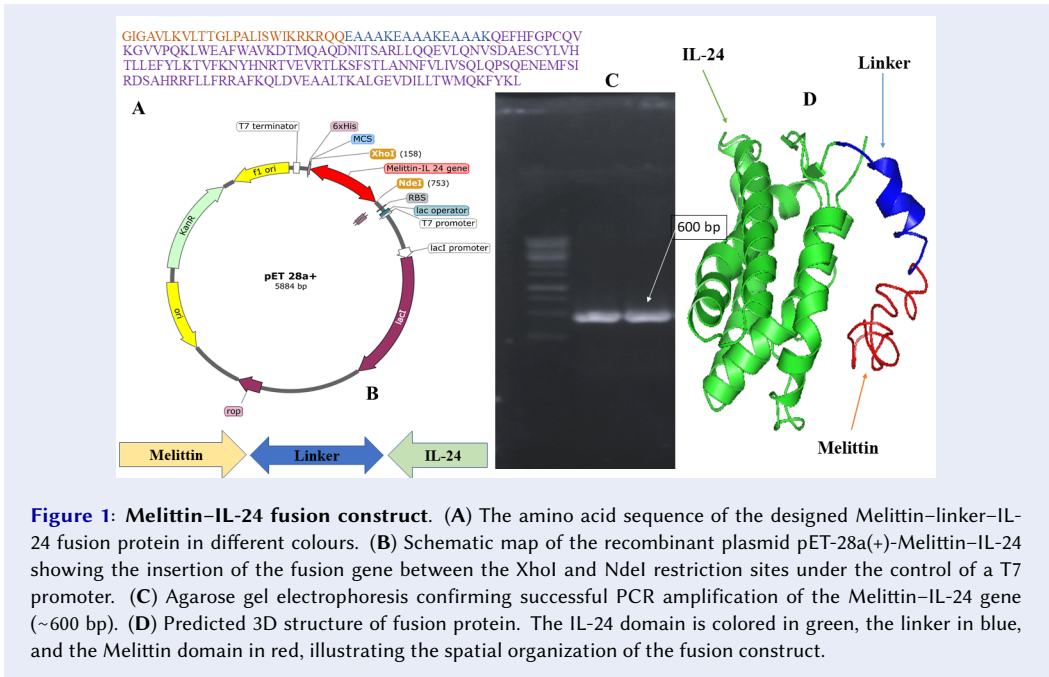 GIGAVLKVLTTGLPALISWIKRKRQQEAAAKEAAAKEAAAKQEFHFGPCQV
KGVVPQKLWEAFWAVKDTMQAQDNITSARLLQQEVLQNVSDAESCYLVH
TLLEFYLKTVFKNYHNRTVEVRTLKSFSTLANNFVLIVSQLQPSQENEMFSI
RDSAHRRFLLFRRAFKQLDVEAALTKALGEVDILLTWMQKFYKL
A
T7 terminator
6xHis
MCS
XhoI (158)
Melittin-IL 24 gene
NdeI (753)
RBS
lac operator
T7 promoter
lacI promoter
lacI
rop
ori
KanR
f1 ori
pET 28a+
5884 bp
B
Melittin
Linker
IL-24
C
600 bp
D
IL-24
Linker
Melittin
Figure 1: Melittin–IL-24 fusion construct. (A) The amino acid sequence of the designed Melittin–linker–IL-
24 fusion protein in different colours. (B) Schematic map of the recombinant plasmid pET-28a(+)-Melittin–IL-24
showing the insertion of the fusion gene between the XhoI and NdeI restriction sites under the control of a T7
promoter. (C) Agarose gel electrophoresis confirming successful PCR amplification of the Melittin–IL-24 gene
(~600 bp). (D) Predicted 3D structure of fusion protein. The IL-24 domain is colored in green, the linker in blue,
and the Melittin domain in red, illustrating the spatial organization of the fusion construct.